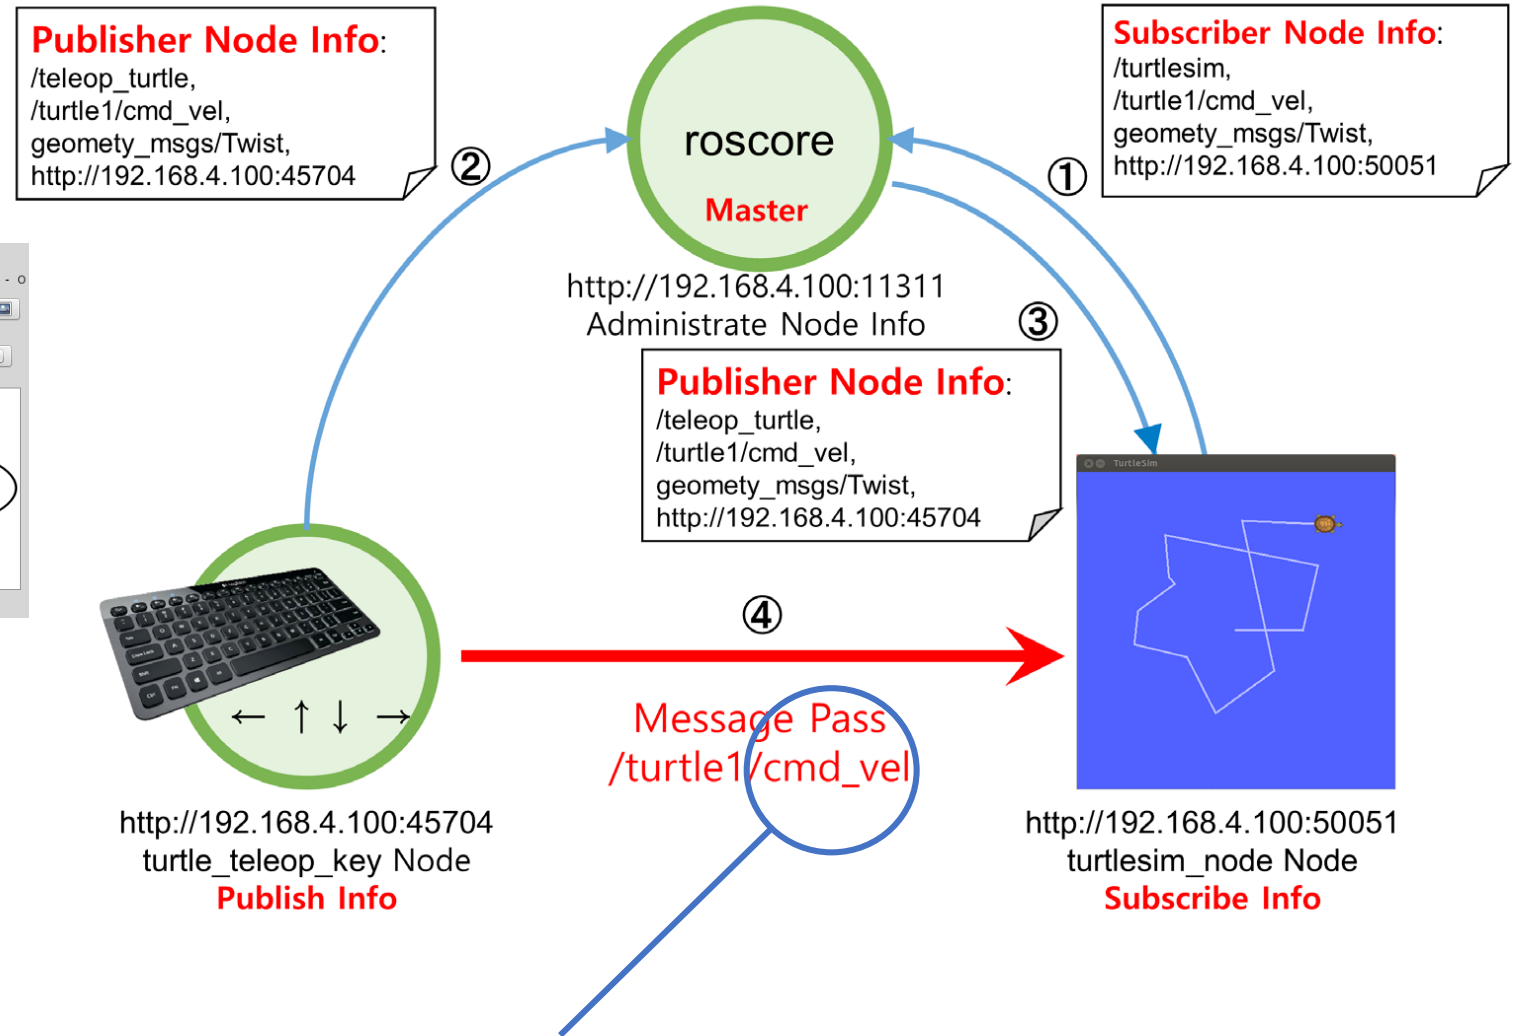 Publisher Node Info:
/teleop_turtle,
/turtle1/cmd_vel,
geomety_msgs/Twist,
http://192.168.4.100:45704
②
roscore
Master
http://192.168.4.100:11311
Administrate Node Info
①
Subscriber Node Info:
/turtlesim,
/turtle1/cmd_vel,
geomety_msgs/Twist,
http://192.168.4.100:50051
③
Publisher Node Info:
/teleop_turtle,
/turtle1/cmd_vel,
geomety_msgs/Twist,
http://192.168.4.100:45704
TurtleSim
④
← ↑ ↓ →
Message Pass
/turtle1/cmd_vel
http://192.168.4.100:45704
turtle_teleop_key Node
Publish Info
http://192.168.4.100:50051
turtlesim_node Node
Subscribe Info